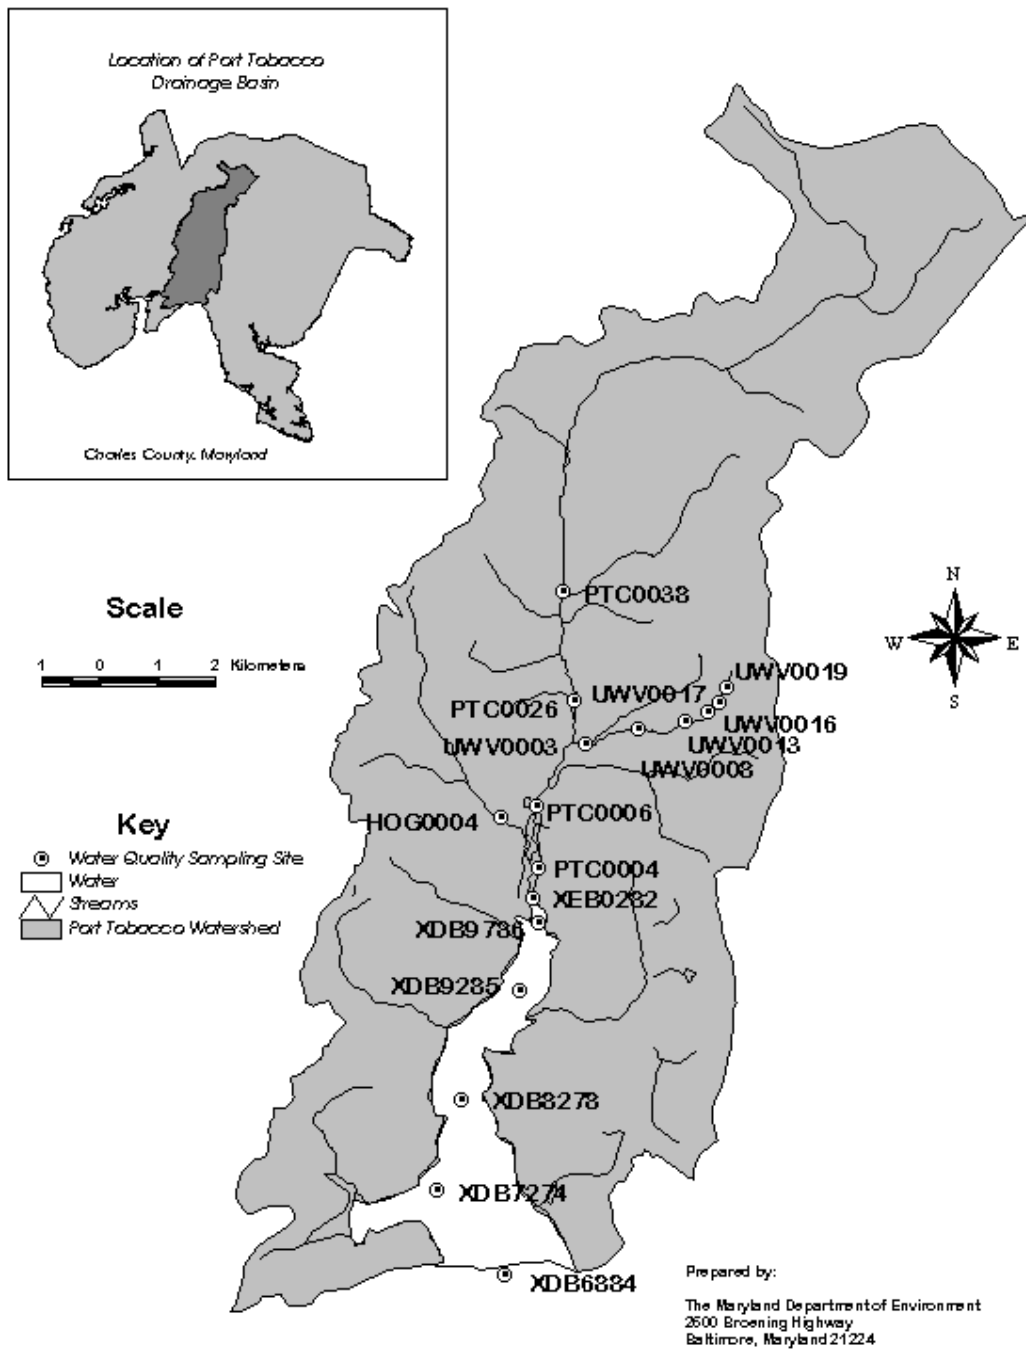 Location of Port Tobacco
Drainage Basin
Charles County, Maryland
N
W
E
S
Scale
1 0 1 2 Kilometers
PTC0038
UWV0019
UWV0017
PTC0026
UWV0016
UWV0003
UWV0013
UWV0008
PTC0006
HOG0004
Key
Water Quality Sampling Site
Water
Streams
Port Tobacco Watershed
PTC0004
XEB0282
XDB9786
XDB9285
XDB8278
XDB7274
XDB6884
Prepared by:
The Maryland Department of Environment
2500 Broening Highway
Baltimore, Maryland 21224